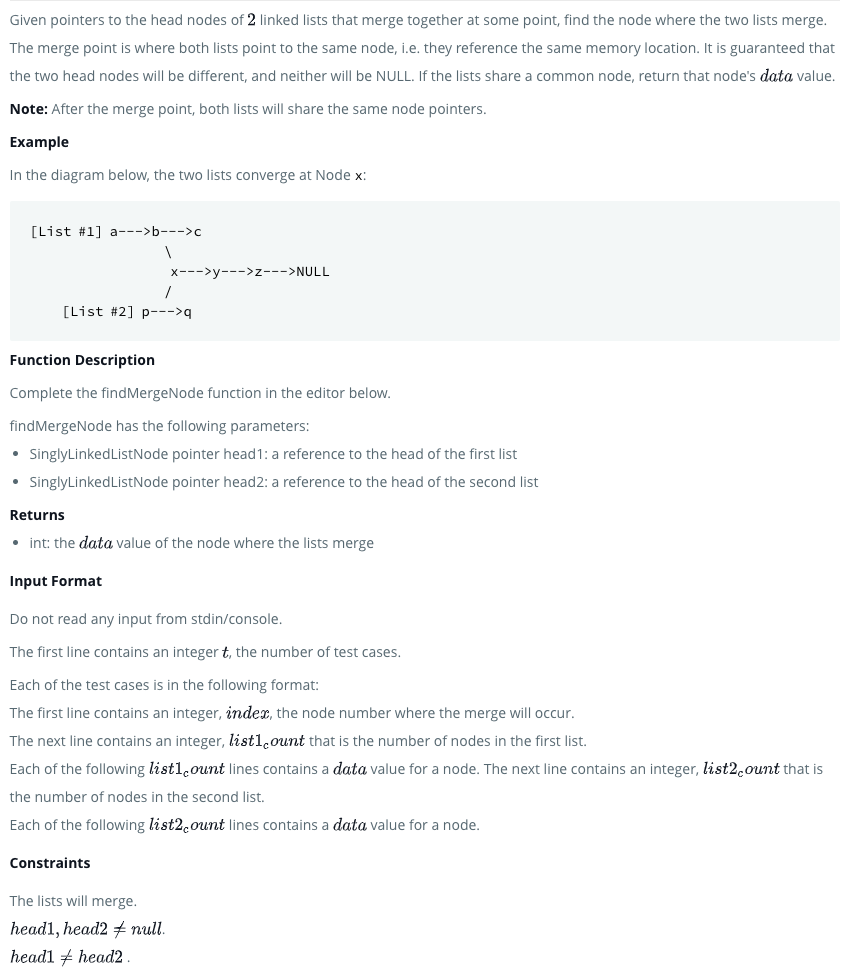 Given pointers to the head nodes of 2 linked lists that merge together at some point, find the node where the two lists merge.
The merge point is where both lists point to the same node, i.e. they reference the same memory location. It is guaranteed that
the two head nodes will be different, and neither will be NULL. If the lists share a common node, return that node's data value.
Note: After the merge point, both lists will share the same node pointers.
Example
In the diagram below, the two lists converge at Node x:
[List #1] a--->b--->c
\
x--->y--->z--->NULL
/
[List #2] p--->q
Function Description
Complete the findMergeNode function in the editor below.
findMergeNode has the following parameters:
• SinglyLinkedListNode pointer head1: a reference to the head of the first list
• SinglyLinkedListNode pointer head2: a reference to the head of the second list
Returns
• int: the data value of the node where the lists merge
Input Format
Do not read any input from stdin/console.
The first line contains an integer t, the number of test cases.
Each of the test cases is in the following format:
The first line contains an integer, index, the node number where the merge will occur.
The next line contains an integer, list1_count that is the number of nodes in the first list.
Each of the following list1_count lines contains a data value for a node. The next line contains an integer, list2_count that is
the number of nodes in the second list.
Each of the following list2_count lines contains a data value for a node.
Constraints
The lists will merge.
head1, head2 ≠ null.
head1 ≠ head2 .